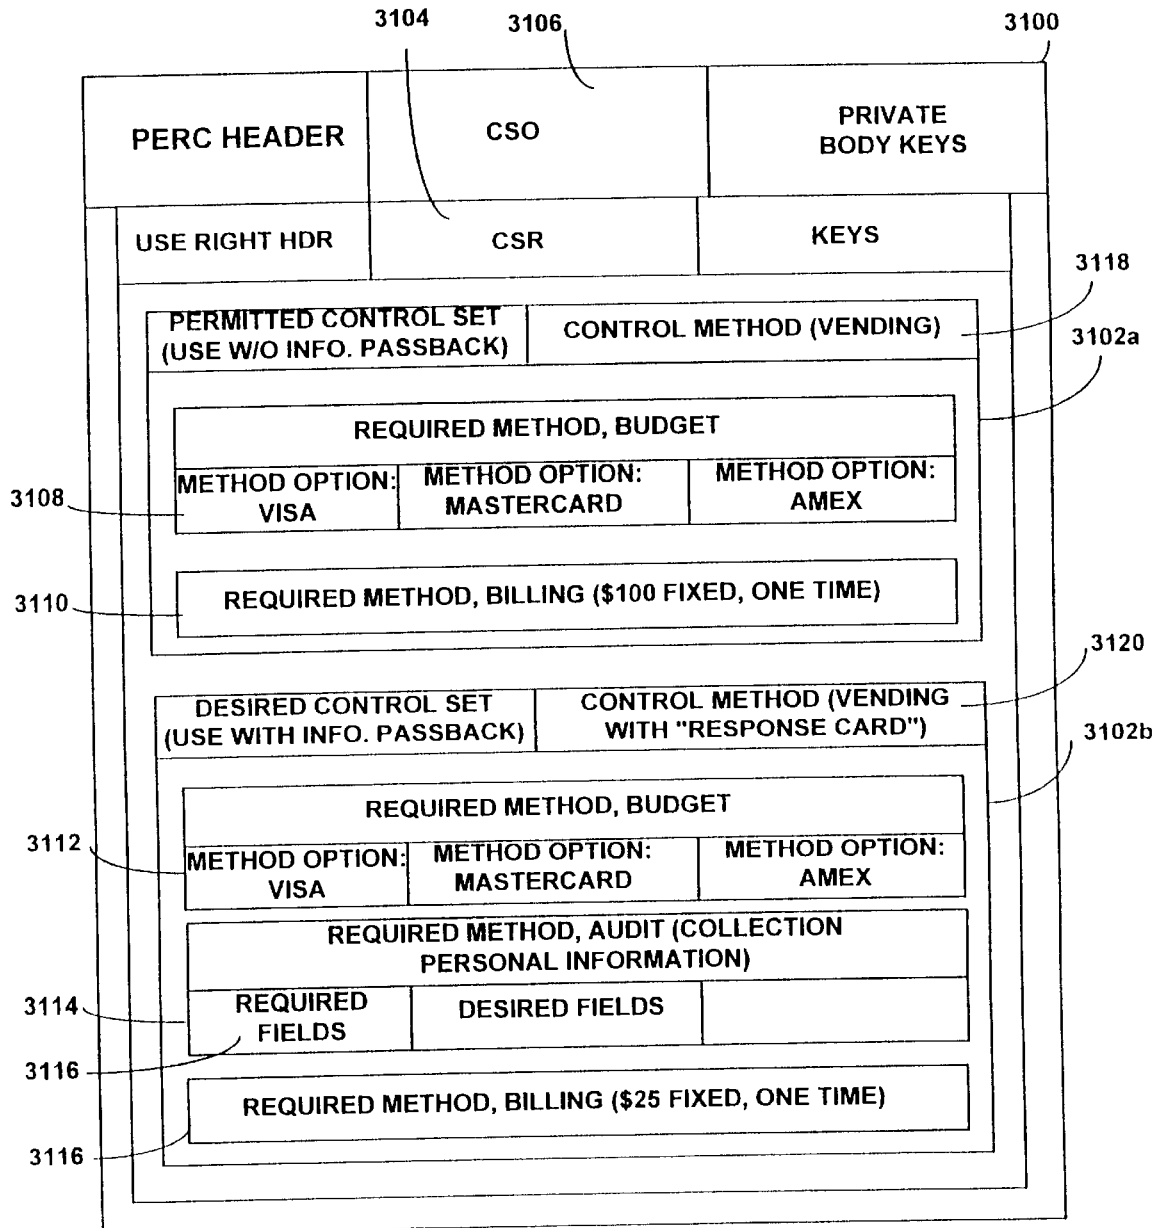 3104
3106
3100
PERC HEADER
CSO
PRIVATE
BODY KEYS
USE RIGHT HDR
CSR
KEYS
3118
PERMITTED CONTROL SET
(USE W/O INFO. PASSBACK)
CONTROL METHOD (VENDING)
3102a
REQUIRED METHOD, BUDGET
METHOD OPTION:
VISA
METHOD OPTION:
MASTERCARD
METHOD OPTION:
AMEX
3108
REQUIRED METHOD, BILLING ($100 FIXED, ONE TIME)
3110
3120
DESIRED CONTROL SET
(USE WITH INFO. PASSBACK)
CONTROL METHOD (VENDING
WITH "RESPONSE CARD")
3102b
REQUIRED METHOD, BUDGET
3112
METHOD OPTION:
VISA
METHOD OPTION:
MASTERCARD
METHOD OPTION:
AMEX
REQUIRED METHOD, AUDIT (COLLECTION
PERSONAL INFORMATION)
3114
REQUIRED
FIELDS
DESIRED FIELDS
3116
REQUIRED METHOD, BILLING ($25 FIXED, ONE TIME)
3116